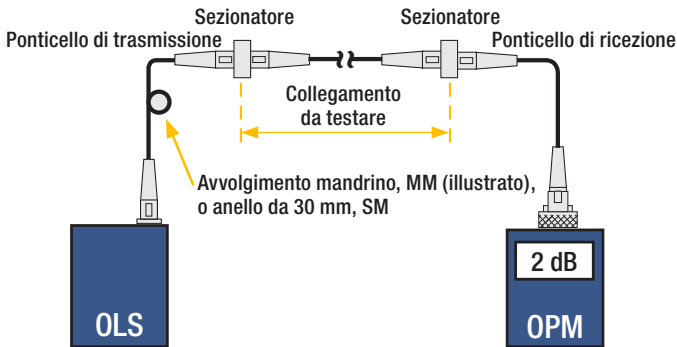 Sezionatore
Sezionatore
Ponticello di trasmissione
Ponticello di ricezione
Collegamento
da testare
Avvolgimento mandrino, MM (illustrato),
o anello da 30 mm, SM
2 dB
OLS
OPM